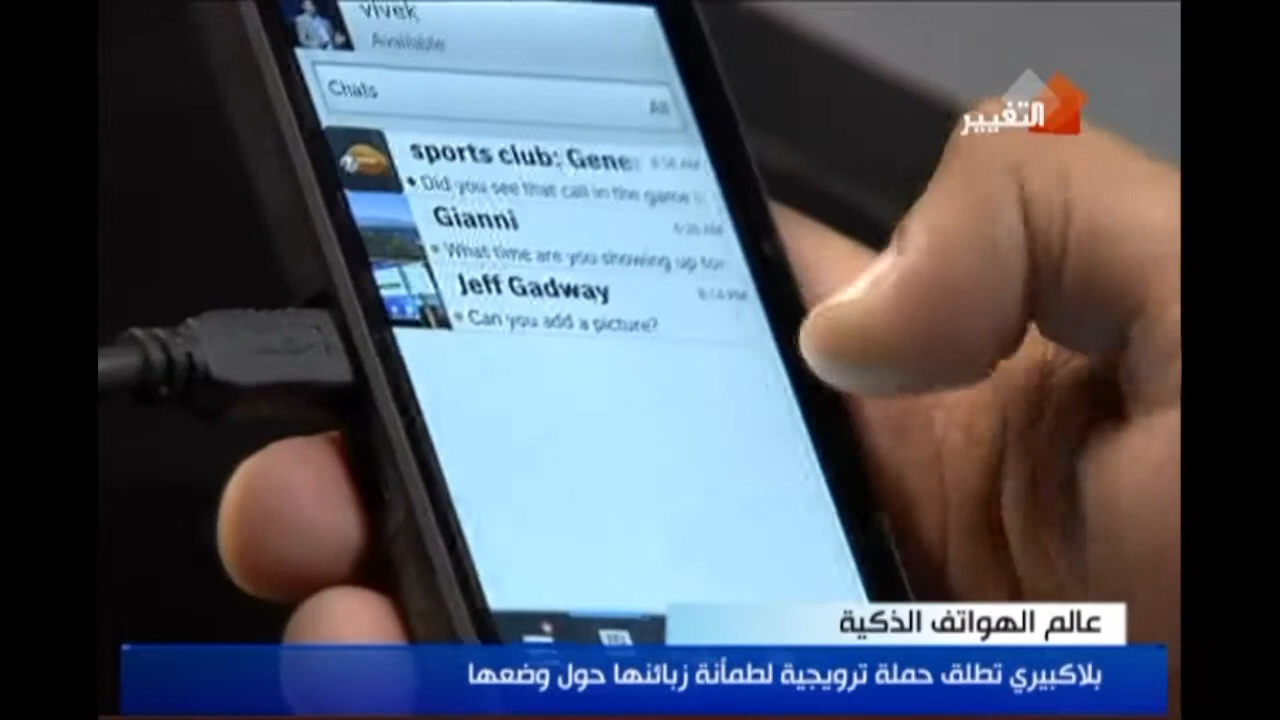 vivek
Available
التغيير
Chats
All
sports club: Gene
Did you see that call in the game
Gianni
What time are you showing up
Jeff Gadway
Can you add a picture?
عالم الهواتف الذكية
بلاكبيري تطلق حملة ترويجية لطمأنة زبائنها حول وضعها